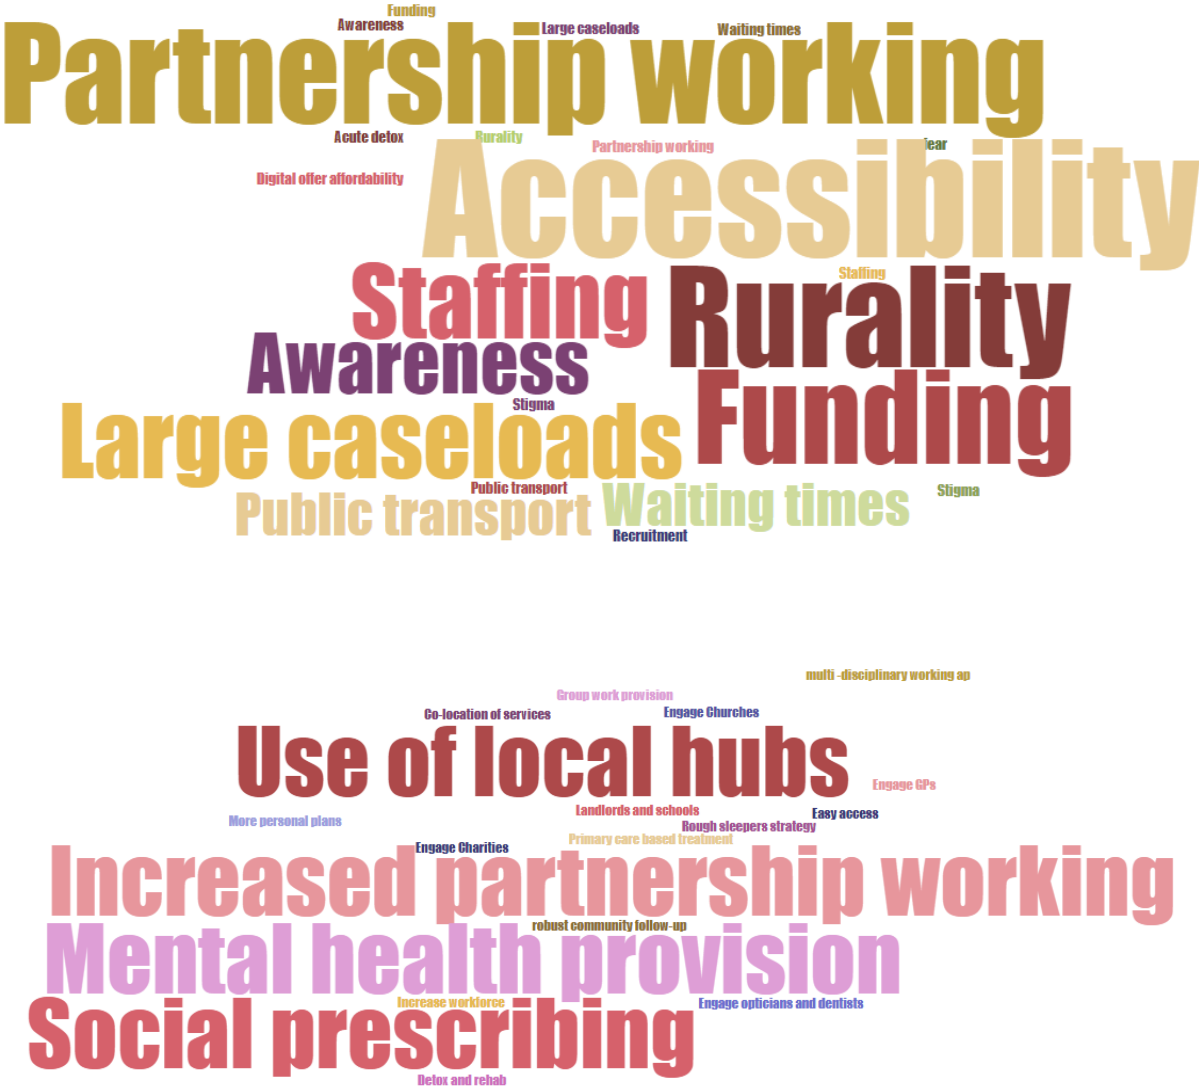 Funding
Awareness
Large caseloads
Waiting times
Partnership working
Acute detox
Rurality
Partnership working
Digital offer affordability
Accessibility
Staffing
Staffing
Rurality
Awareness
Funding
Stigma
Large caseloads
Public transport
Stigma
Public transport
Waiting times
Recruitment
multi -disciplinary working ap
Group work provision
Co-location of services
Engage Churches
Use of local hubs
Engage GPs
Landlords and schools
Easy access
More personal plans
Rough sleepers strategy
Primary care based treatment
Engage Charities
Increased partnership working
robust community follow-up
Mental health provision
Increase workforce
Engage opticians and dentists
Social prescribing
Detox and rehab